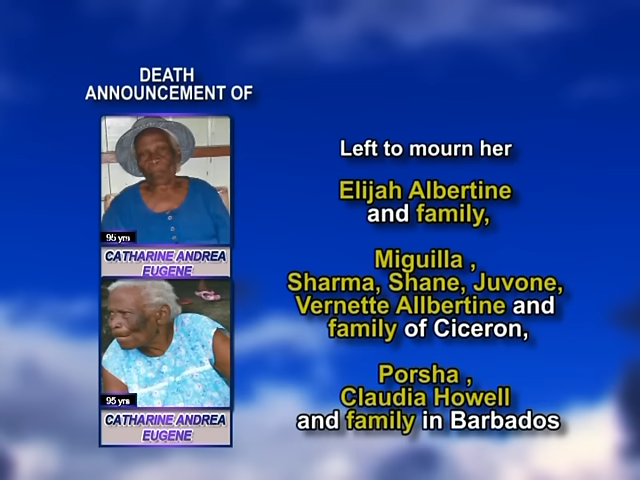 DEATH
ANNOUNCEMENT OF
95 yrs
CATHARINE ANDREA
EUGENE
95 yrs
CATHARINE ANDREA
EUGENE
Left to mourn her
Elijah Albertine
and family,
Miguilla ,
Sharma, Shane, Juvone,
Vernette Allbertine and
family of Ciceron,
Porsha ,
Claudia Howell
and family in Barbados